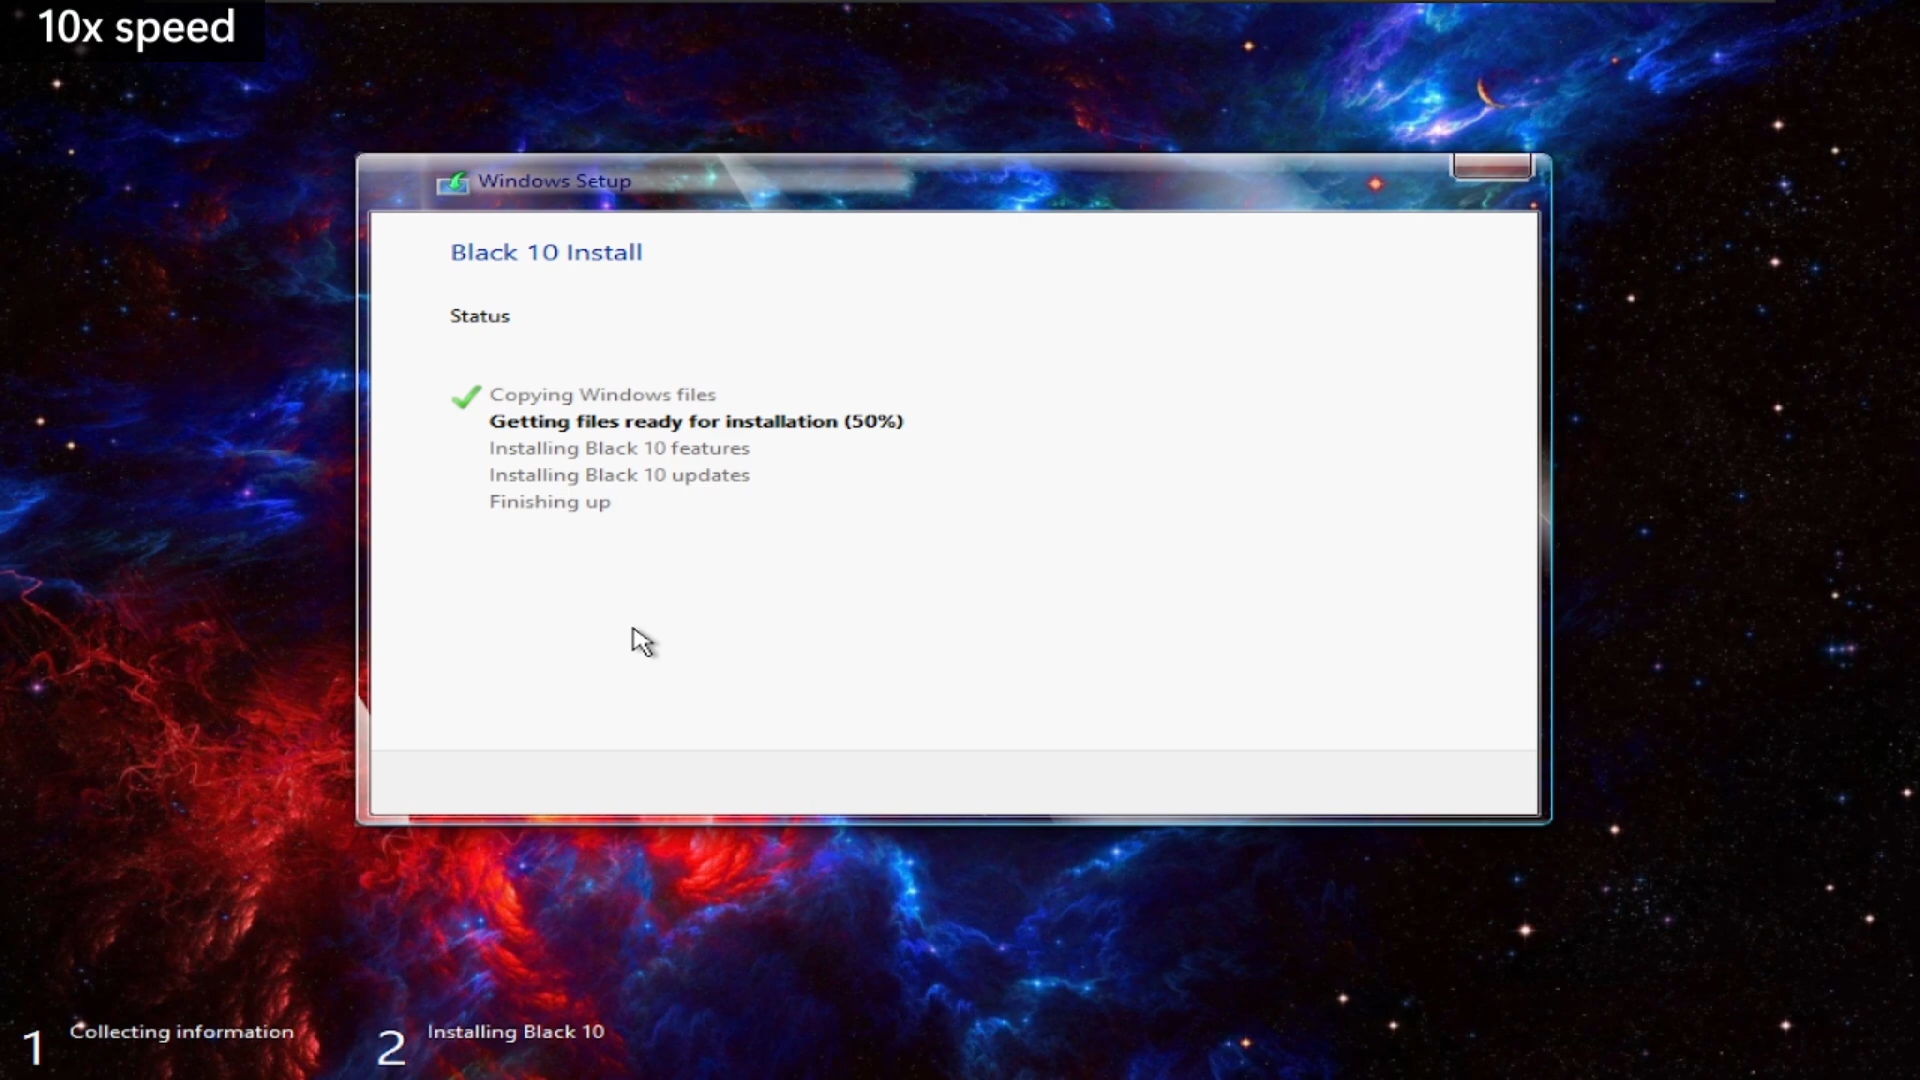 10x speed
Windows Setup
Black 10 Install
Status
Copying Windows files
Getting files ready for installation (50%)
Installing Black 10 features
Installing Black 10 updates
Finishing up
1 Collecting information
2 Installing Black 10